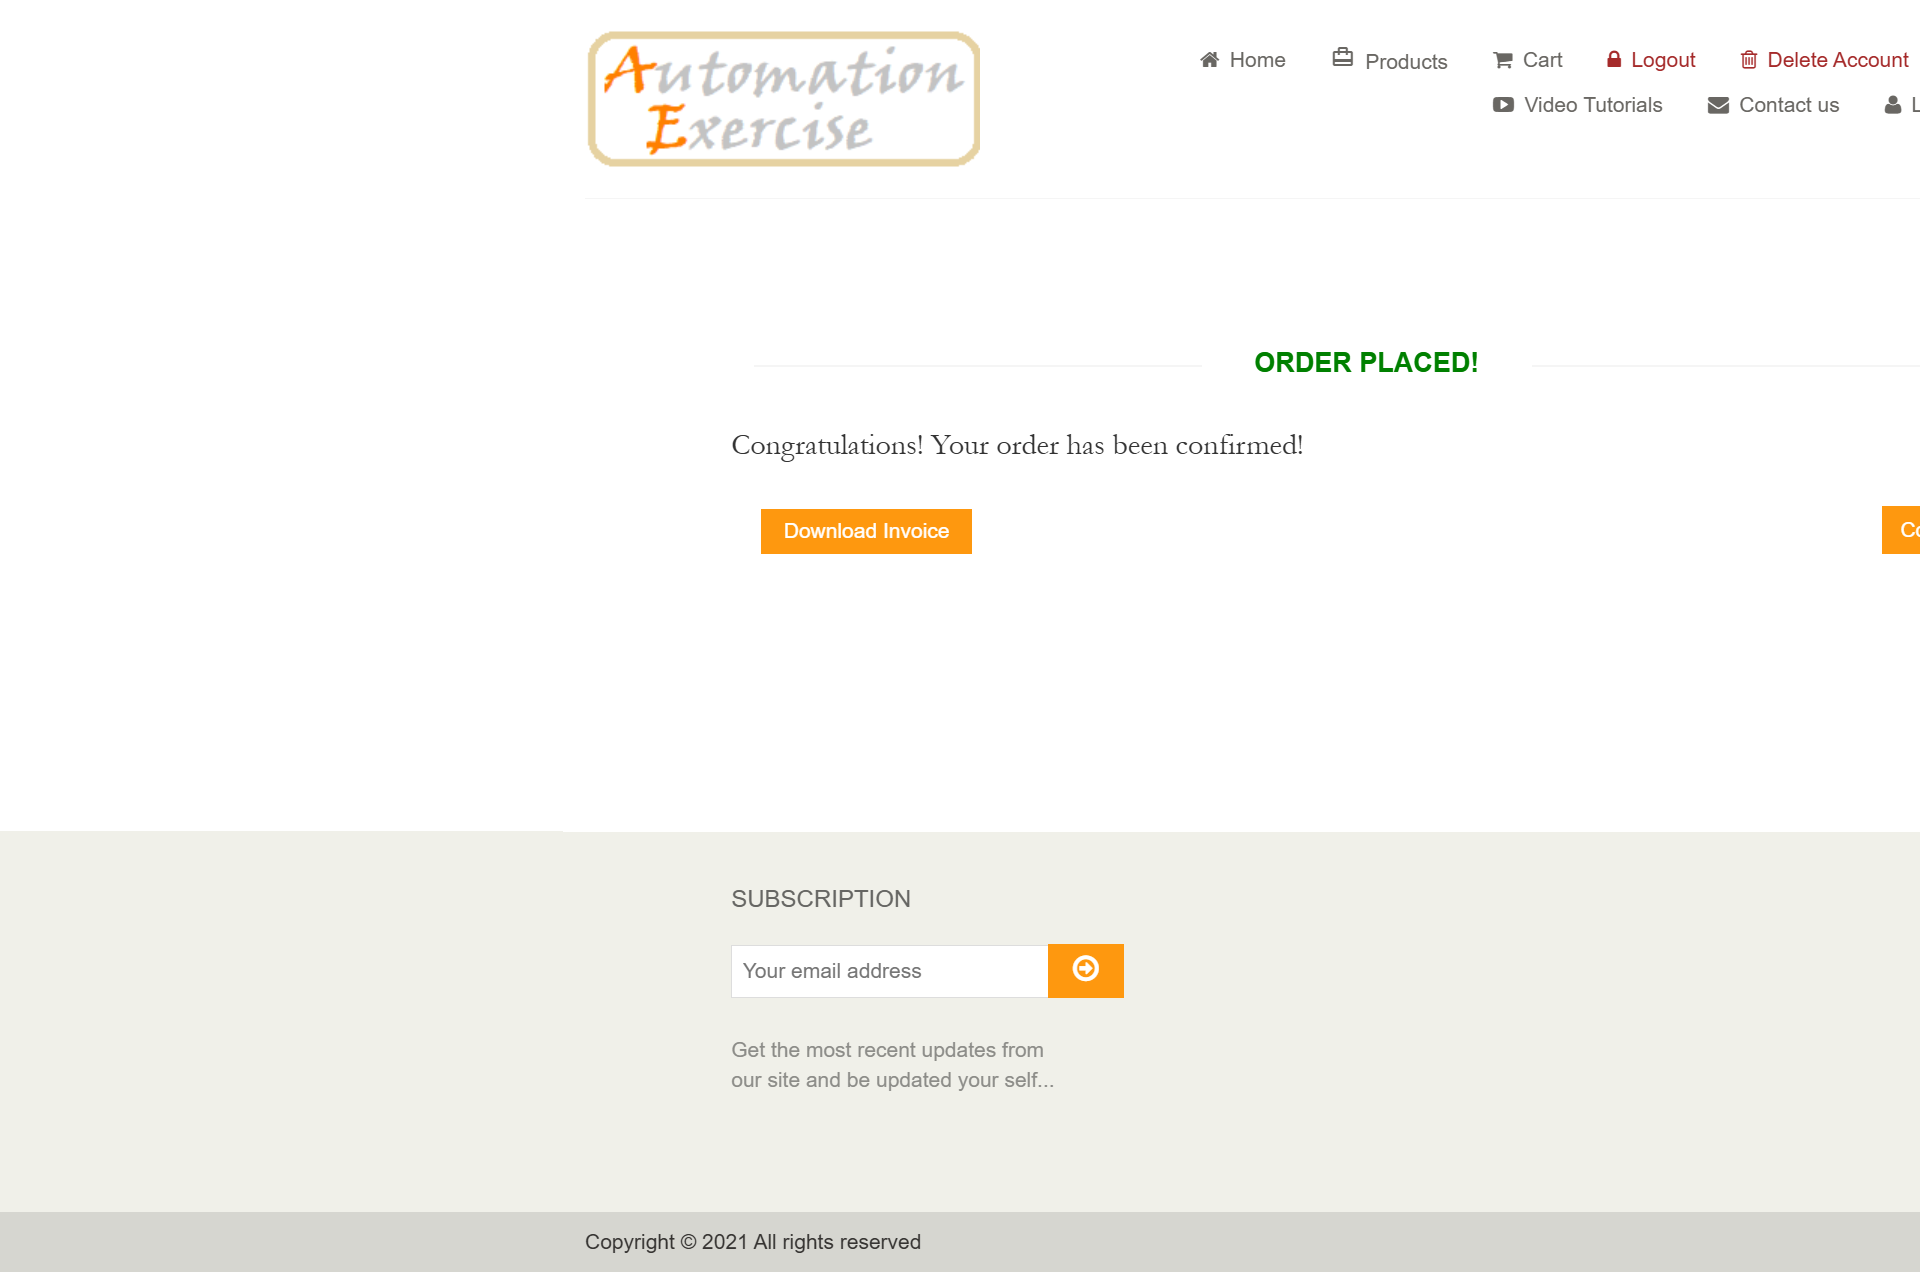 Automation
Exercise
Home
Products
Cart
Logout
Delete Account
Video Tutorials
Contact us
ORDER PLACED!
Congratulations! Your order has been confirmed!
Download Invoice
SUBSCRIPTION
Your email address
Get the most recent updates from
our site and be updated your self...
Copyright © 2021 All rights reserved